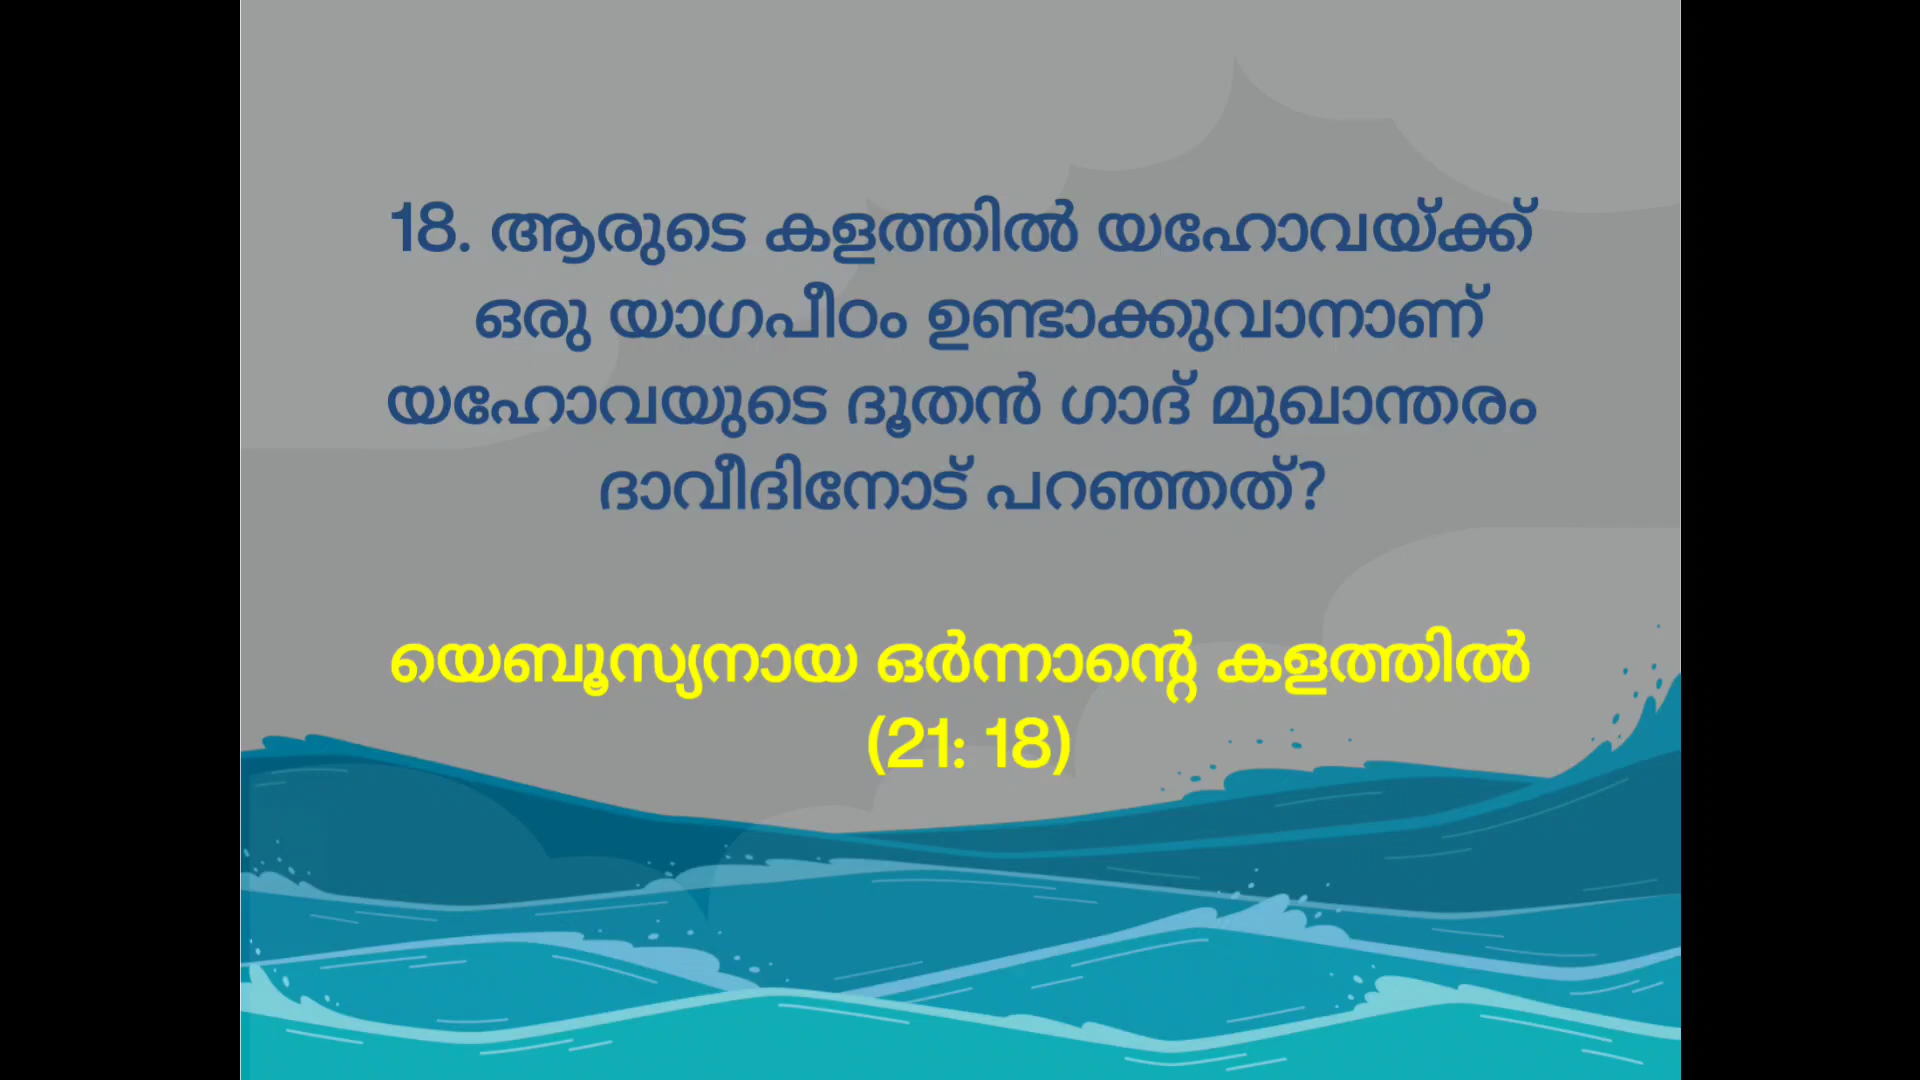 18. ആരുടെ കളത്തിൽ യഹോവയ്ക്ക്
ഒരു യാഗപീഠം ഉണ്ടാക്കുവാനാണ്
യഹോവയുടെ ദൂതൻ ഗാദ് മുഖാന്തരം
ദാവീദിനോട് പറഞ്ഞത്?
യെബൂസ്യനായ ഒർന്നാന്റെ കളത്തിൽ
(21: 18)